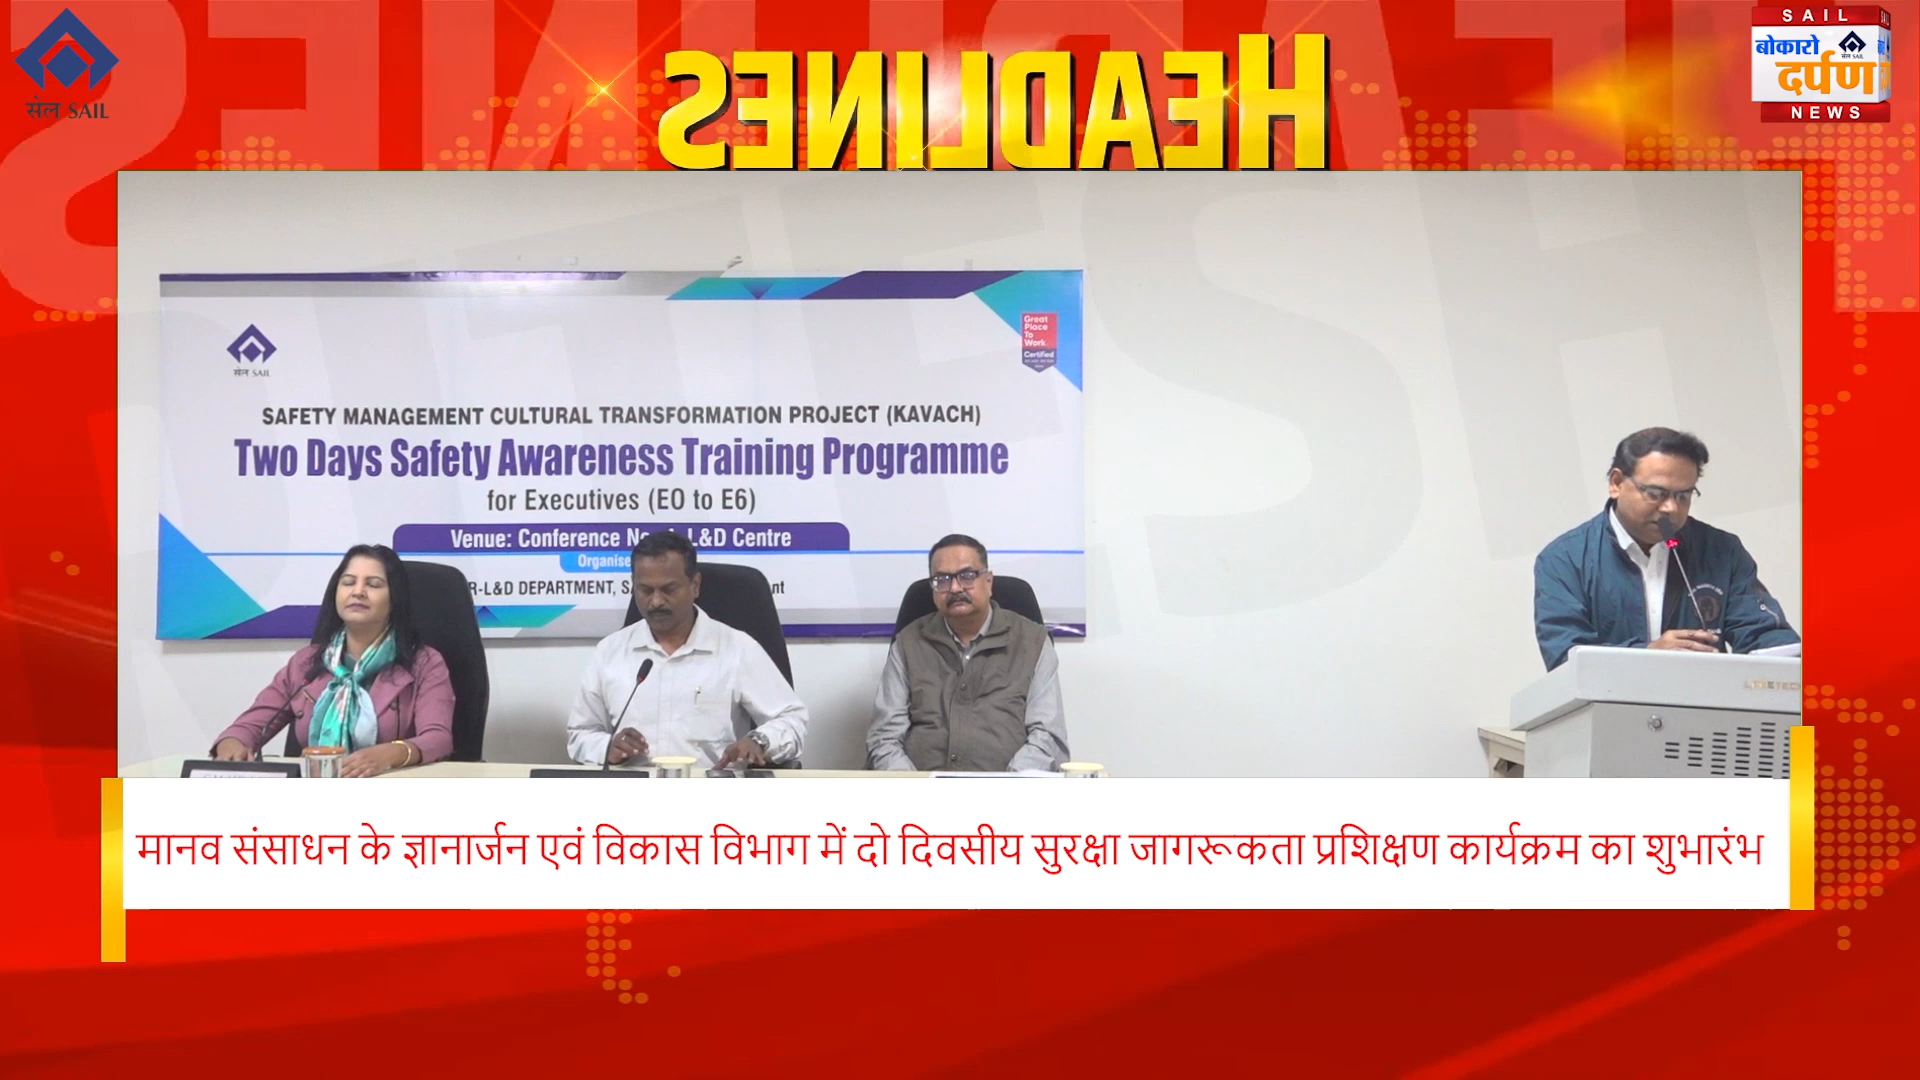 सेल SAIL
HEADLINES
SAIL
बोकारो
सेल SAIL
दर्पण
NEWS
सेल SAIL
Great
Place
To
Work.
Certified
SAFETY MANAGEMENT CULTURAL TRANSFORMATION PROJECT (KAVACH)
Two Days Safety Awareness Training Programme
for Executives (E0 to E6)
Venue: Conference L&D Centre
R-L&D DEPARTMENT,
मानव संसाधन के ज्ञानार्जन एवं विकास विभाग में दो दिवसीय सुरक्षा जागरूकता प्रशिक्षण कार्यक्रम का शुभारंभ